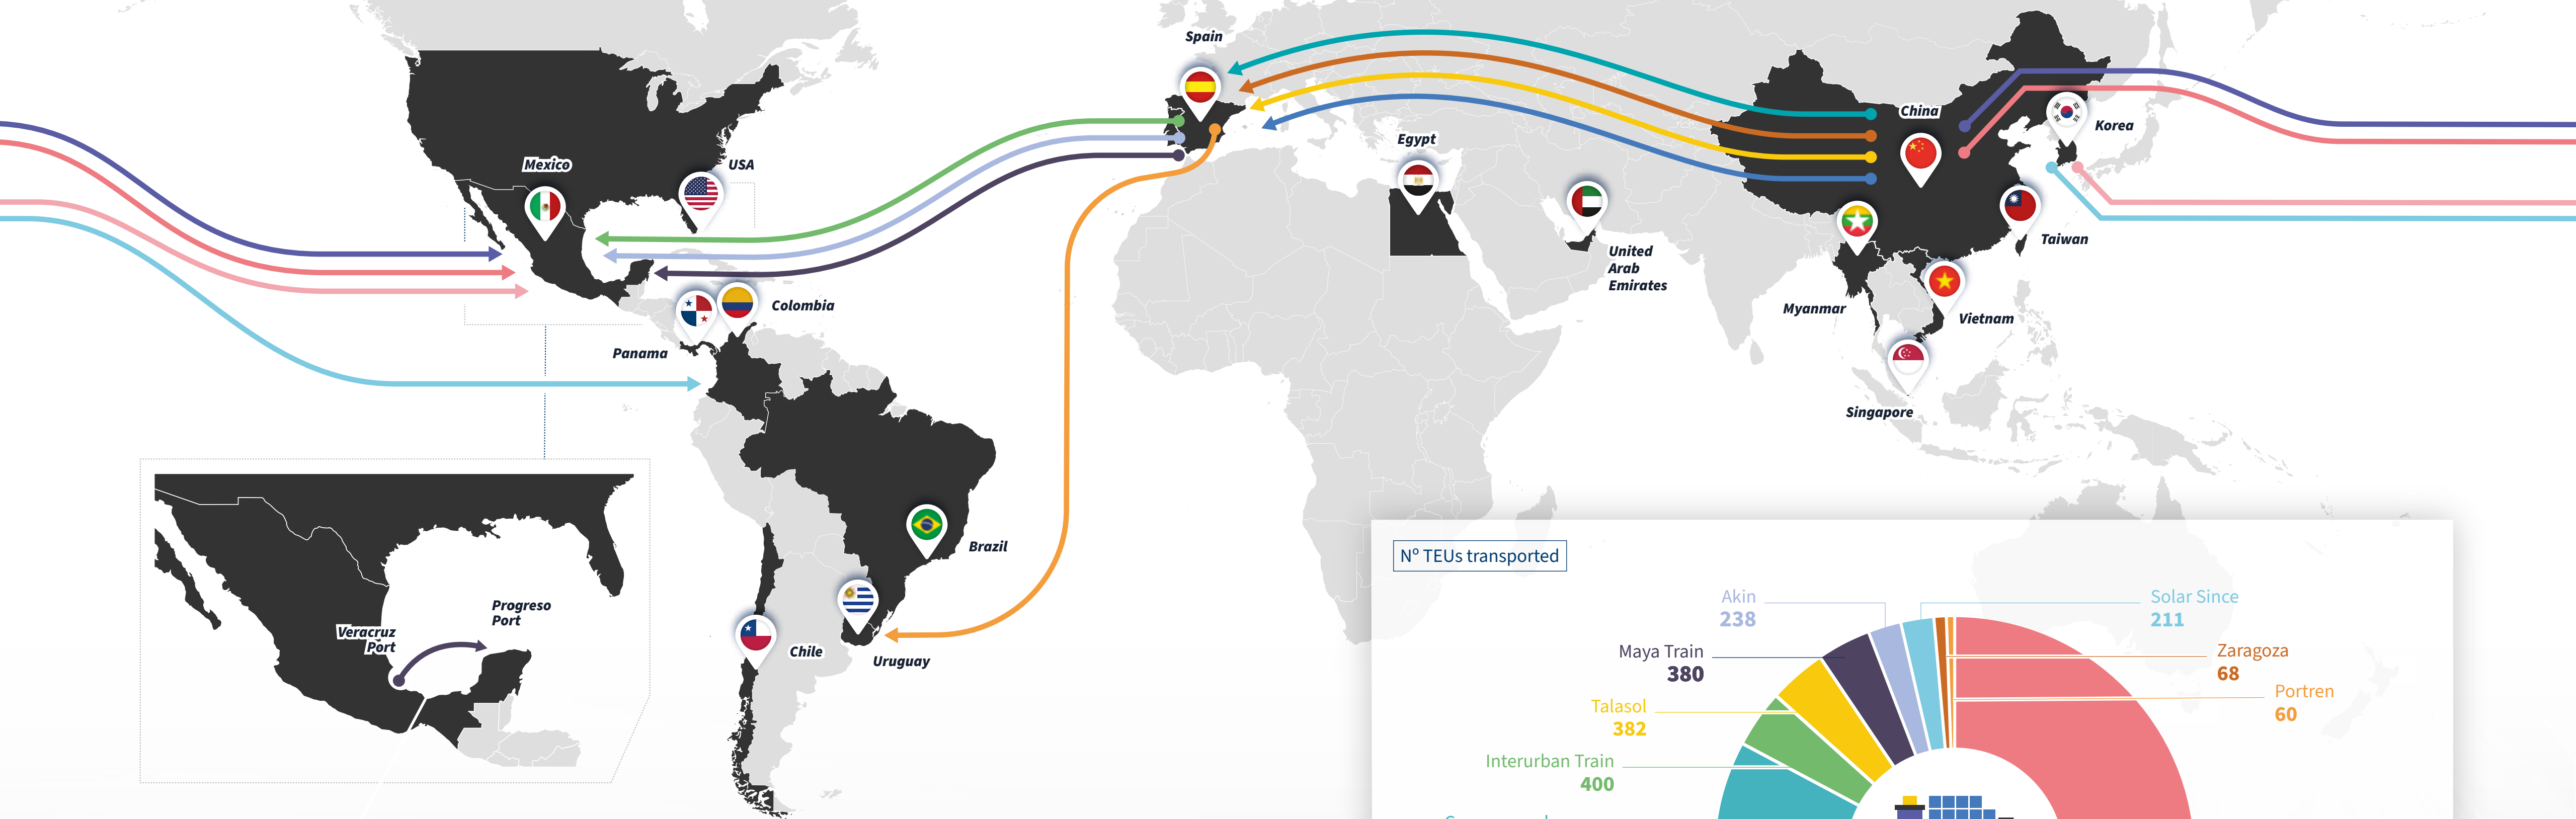 Spain
China
Korea
Egypt
Mexico
USA
Taiwan
United
Arab
Emirates
Colombia
Myanmar
Vietnam
Panama
Singapore
Brazil
Nº TEUs transported
Akin
238
Solar Since
211
Progreso
Port
Veracruz
Port
Chile
Uruguay
Maya Train
380
Zaragoza
68
Talasol
382
Portren
60
Interurban Train
400